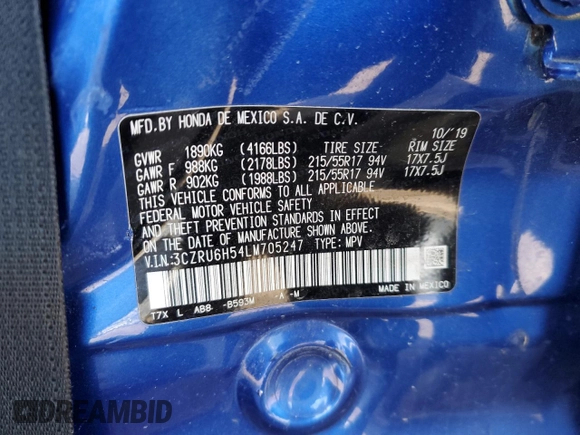 MFD.BY HONDA DE MEXICO S.A. DE C.V.
10/'19
GVWR 1890KG (4166LBS) TIRE SIZE: RIM SIZE
GAWR F 988KG (2178LBS) 215/55R17 94V 17X7.5J
GAWR R 902KG (1988LBS) 215/55R17 94V 17X7.5J
THIS VEHICLE CONFORMS TO ALL APPLICABLE
FEDERAL MOTOR VEHICLE SAFETY
AND THEFT PREVENTION STANDARDS IN EFFECT
ON THE DATE OF MANUFACTURE SHOWN ABOVE.
V.I.N:3CZRU6H54LM705247 TYPE: MPV
T7X L AB8- -B593M A -M MADE IN MEXICO
DREAMBID